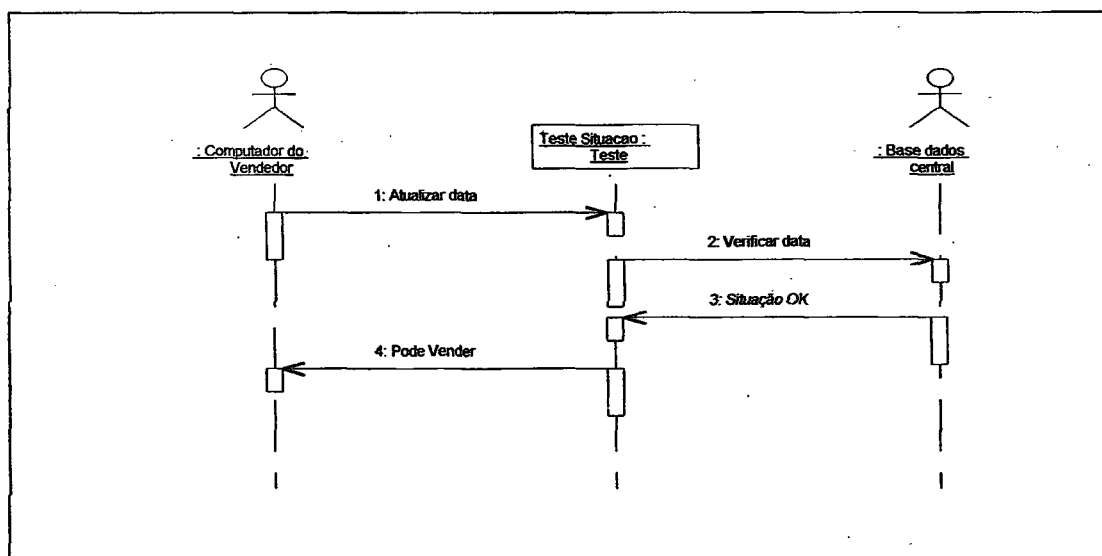 : Computador do
Vendedor
Teste Situacao :
Teste
: Base dados
central
1: Atualizar data
2: Verificar data
3: Situação OK
4: Pode Vender